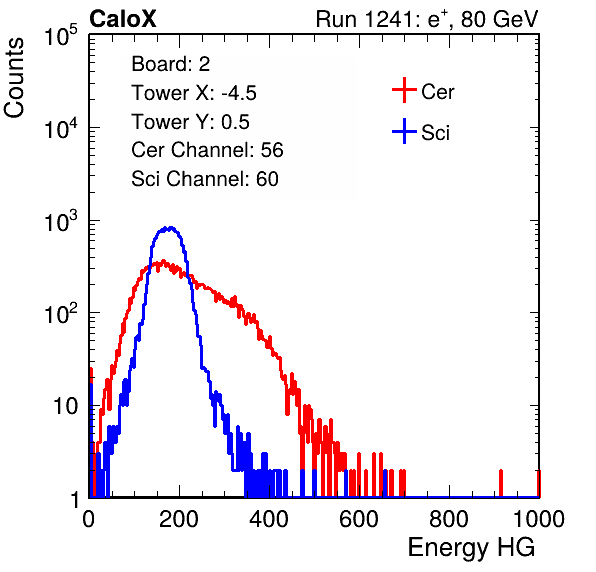 CaloX Run 1241: e⁺, 80 GeV
Counts
10⁵
10⁴
10³
10²
10
1
Board: 2
Tower X: -4.5
Tower Y: 0.5
Cer Channel: 56
Sci Channel: 60
Cer
Sci
0 200 400 600 800 1000
Energy HG